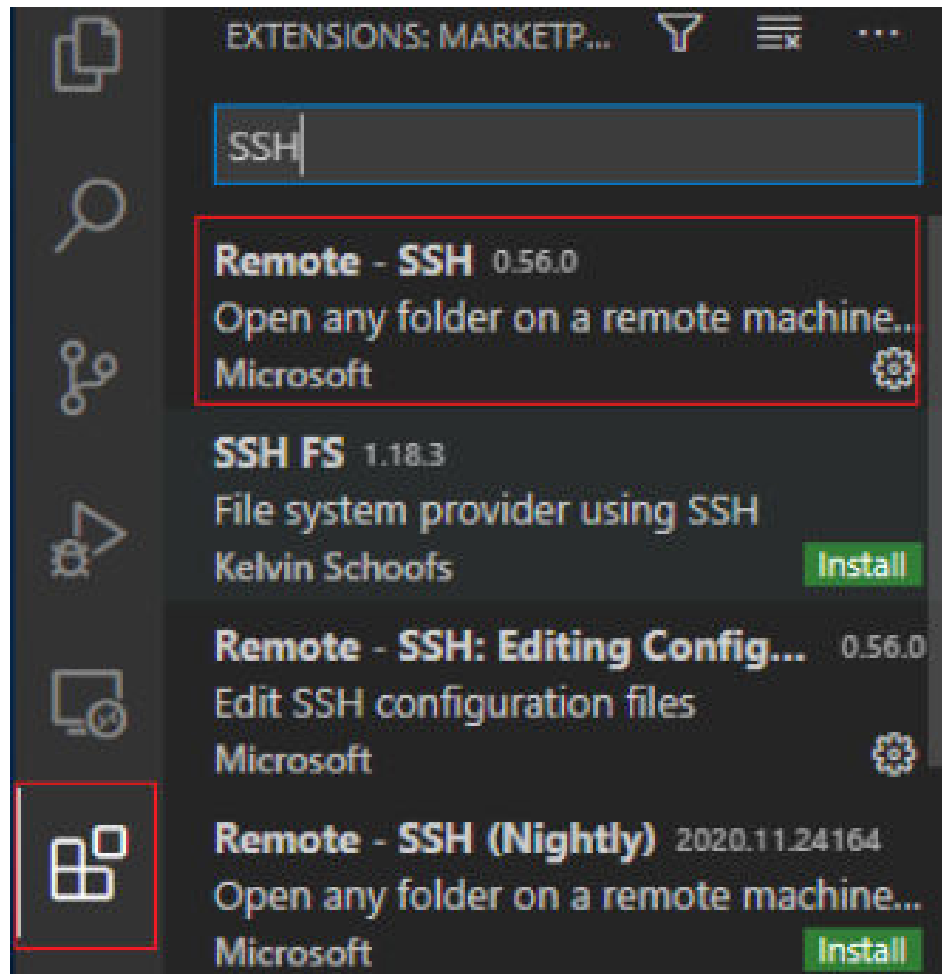 EXTENSIONS: MARKETP...
SSH
Remote - SSH 0.56.0
Open any folder on a remote machine...
Microsoft
SSH FS 1.18.3
File system provider using SSH
Kelvin Schoofs
Install
Remote - SSH: Editing Config... 0.56.0
Edit SSH configuration files
Microsoft
Remote - SSH (Nightly) 2020.11.24164
Open any folder on a remote machine...
Microsoft
Install